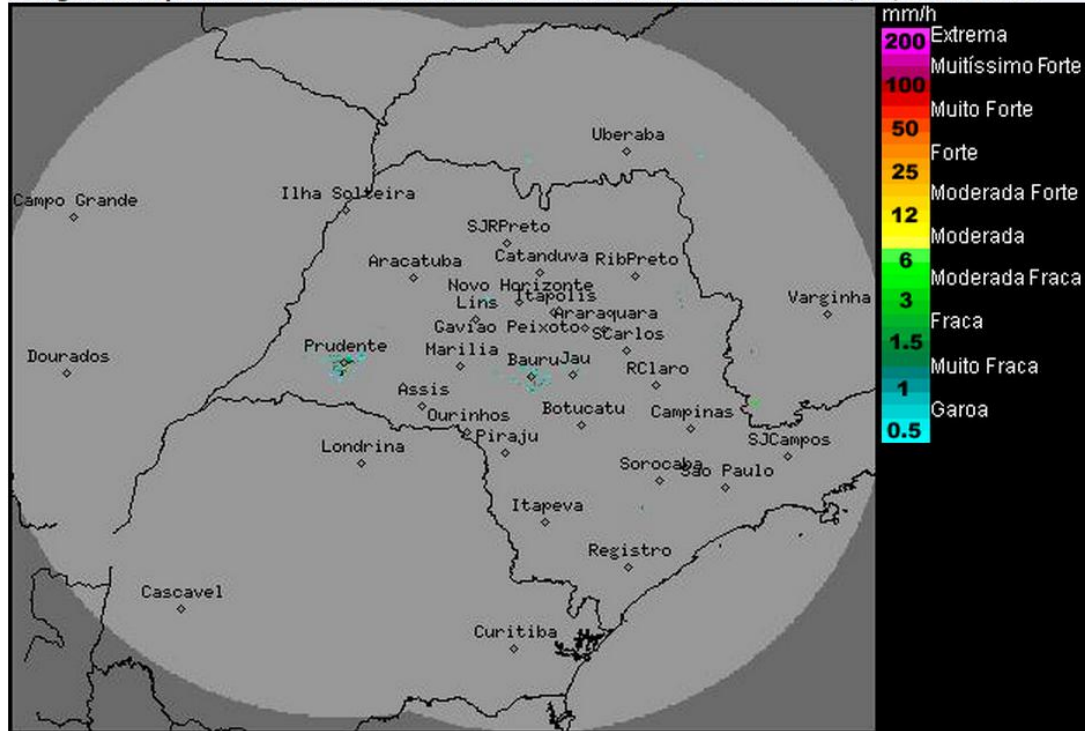 mm/h
200 Extrema
Muitíssimo Forte
100
Muito Forte
50
Forte
25
Moderada Forte
12
Moderada
6
Moderada Fraca
3
Fraca
1.5
Muito Fraca
1
Garoa
0.5
Uberaba
Campo Grande
Ilha Solteira
SJRPreto
Catanduva
RibPreto
Aracatuba
Novo Horizonte
Itapolis
Lins
Varginha
Araraquara
Gaviao Peixoto
SCarlos
Prudente
Marilia
Dourados
Bauru
Jau
RClaro
Assis
Ourinhos
Botucatu
Campinas
Piraju
SJCampos
Londrina
Sorocaba
Sao Paulo
Itapeva
Registro
Cascavel
Curitiba